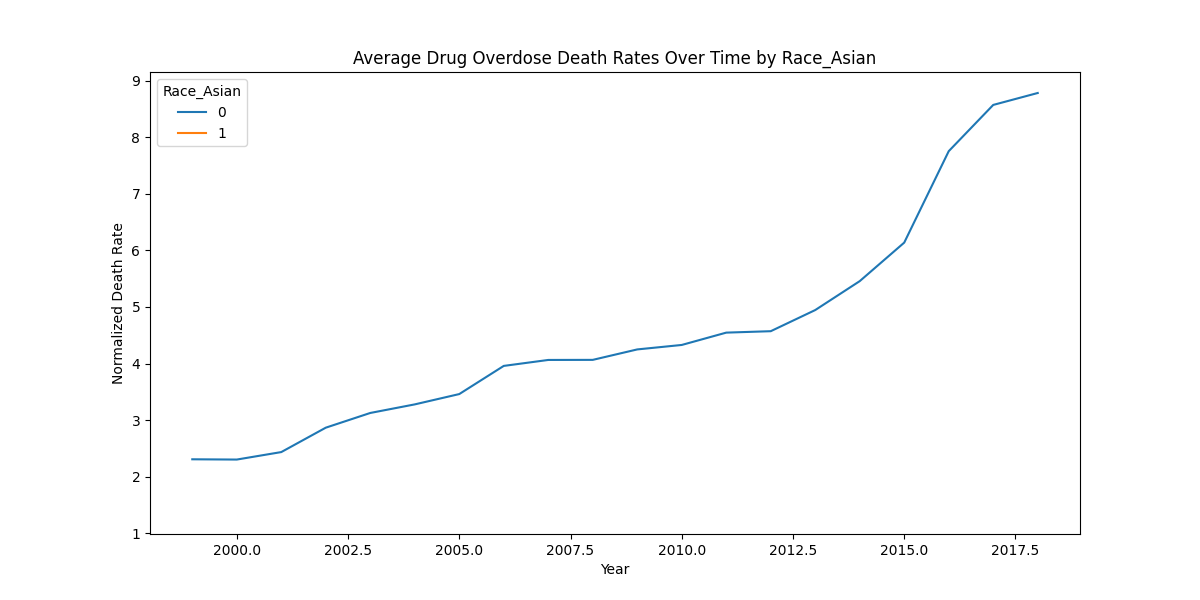 Average Drug Overdose Death Rates Over Time by Race_Asian
Race_Asian
0
1
Normalized Death Rate
9
8
7
6
5
4
3
2
1
2000.0 2002.5 2005.0 2007.5 2010.0 2012.5 2015.0 2017.5
Year